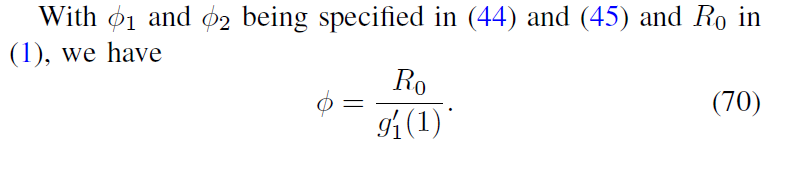 With ϕ₁ and ϕ₂ being specified in (44) and (45) and R₀ in
(1), we have
ϕ = R₀ / g′₁(1). (70)